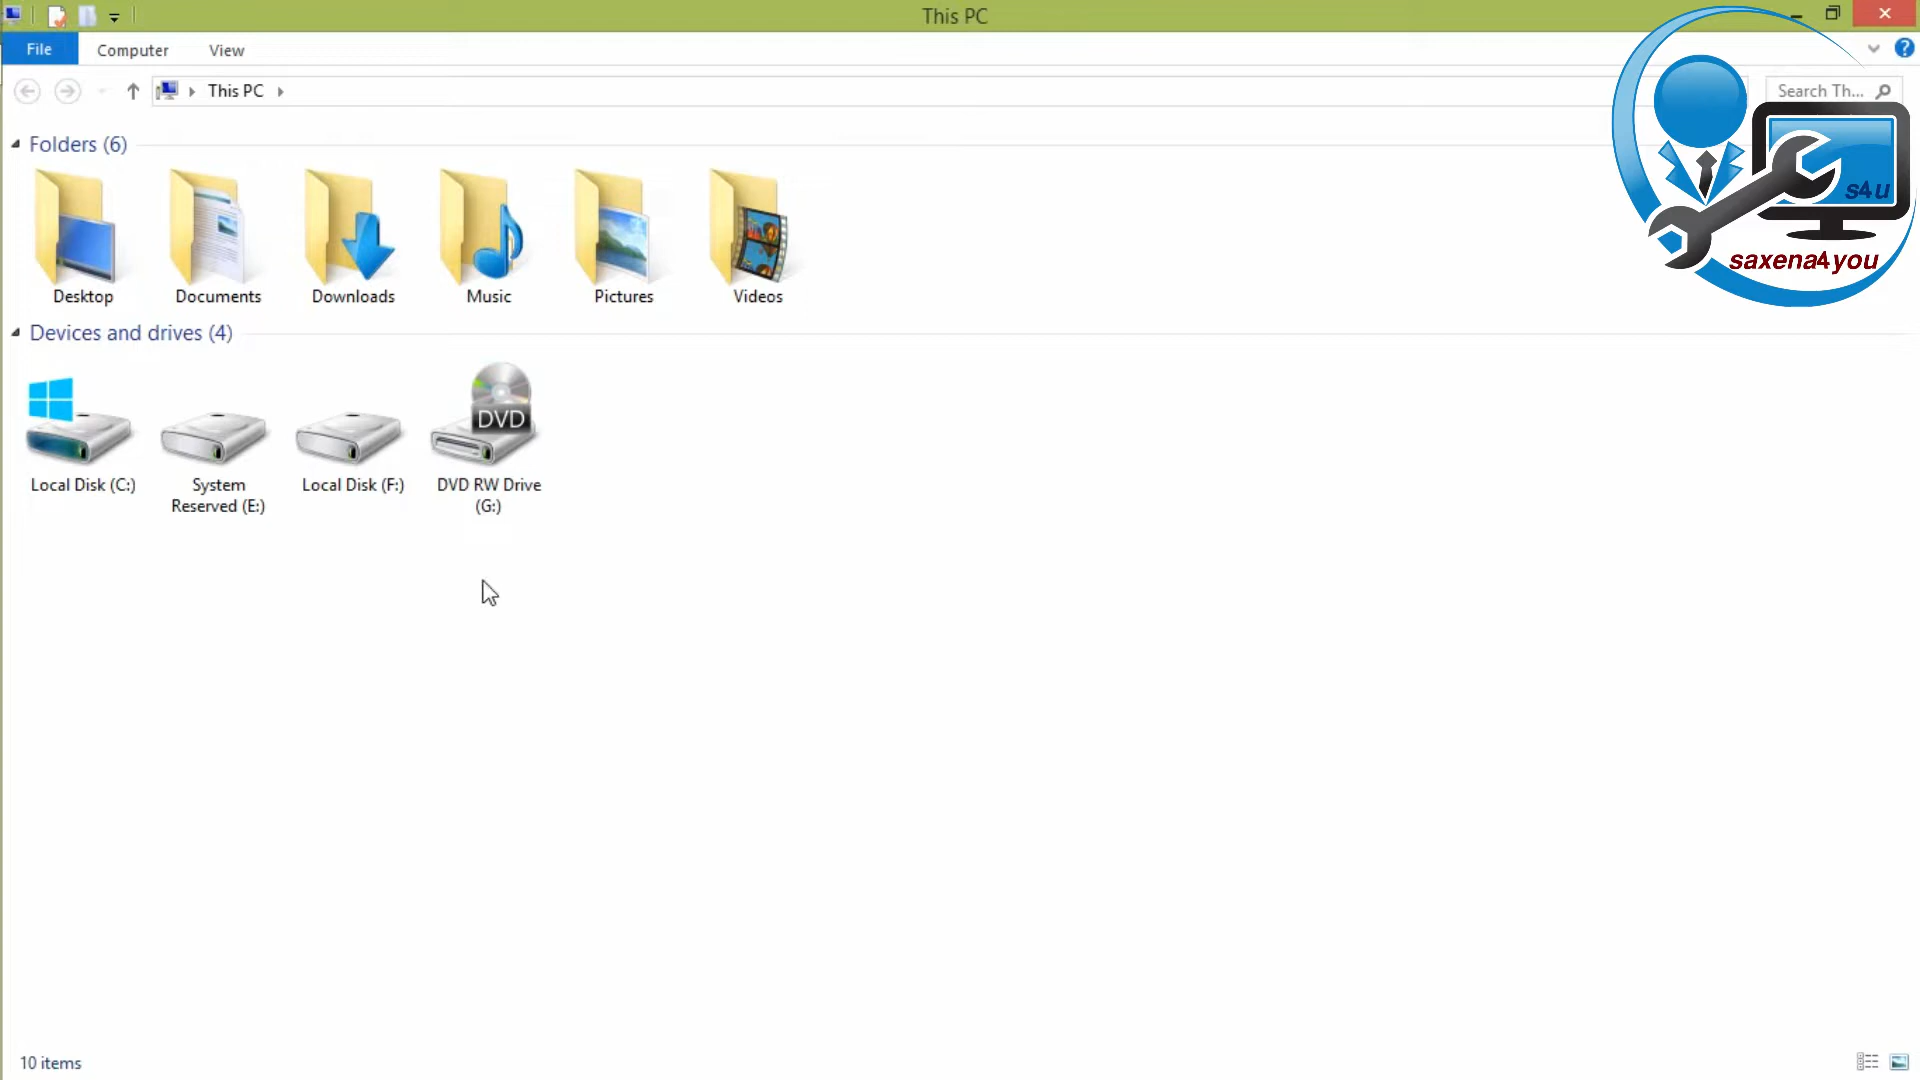 This PC
File
Computer
View
This PC
Search Th...
Folders (6)
Desktop
Documents
Downloads
Music
Pictures
Videos
Devices and drives (4)
DVD
Local Disk (C:)
System
Reserved (E:)
Local Disk (F:)
DVD RW Drive
(G:)
10 items
s4u
saxena4you
?